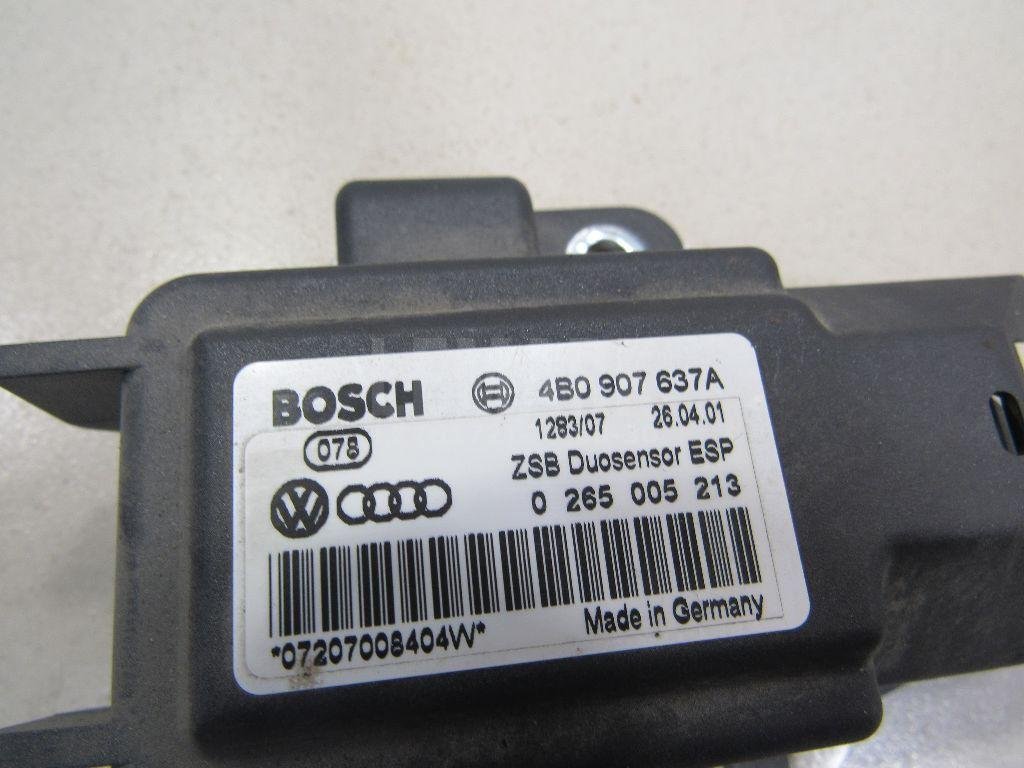 BOSCH 4B0 907 637A
1283/07 26.04.01
078
ZSB Duosensor ESP
0 265 005 213
Made in Germany
*07207008404W*